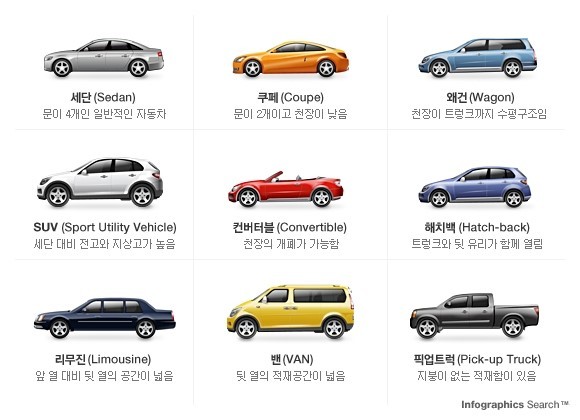 세단 (Sedan)
문이 4개인 일반적인 자동차
쿠페 (Coupe)
문이 2개이고 천장이 낮음
왜건 (Wagon)
천장이 트렁크까지 수평구조임
SUV (Sport Utility Vehicle)
세단 대비 전고와 지상고가 높음
컨버터블 (Convertible)
천장의 개폐가 가능함
해치백 (Hatch-back)
트렁크와 뒷 유리가 함께 열림
리무진 (Limousine)
앞 열 대비 뒷 열의 공간이 넓음
밴 (VAN)
뒷 열의 적재공간이 넓음
픽업트럭 (Pick-up Truck)
지붕이 없는 적재함이 있음
Infographics Search™